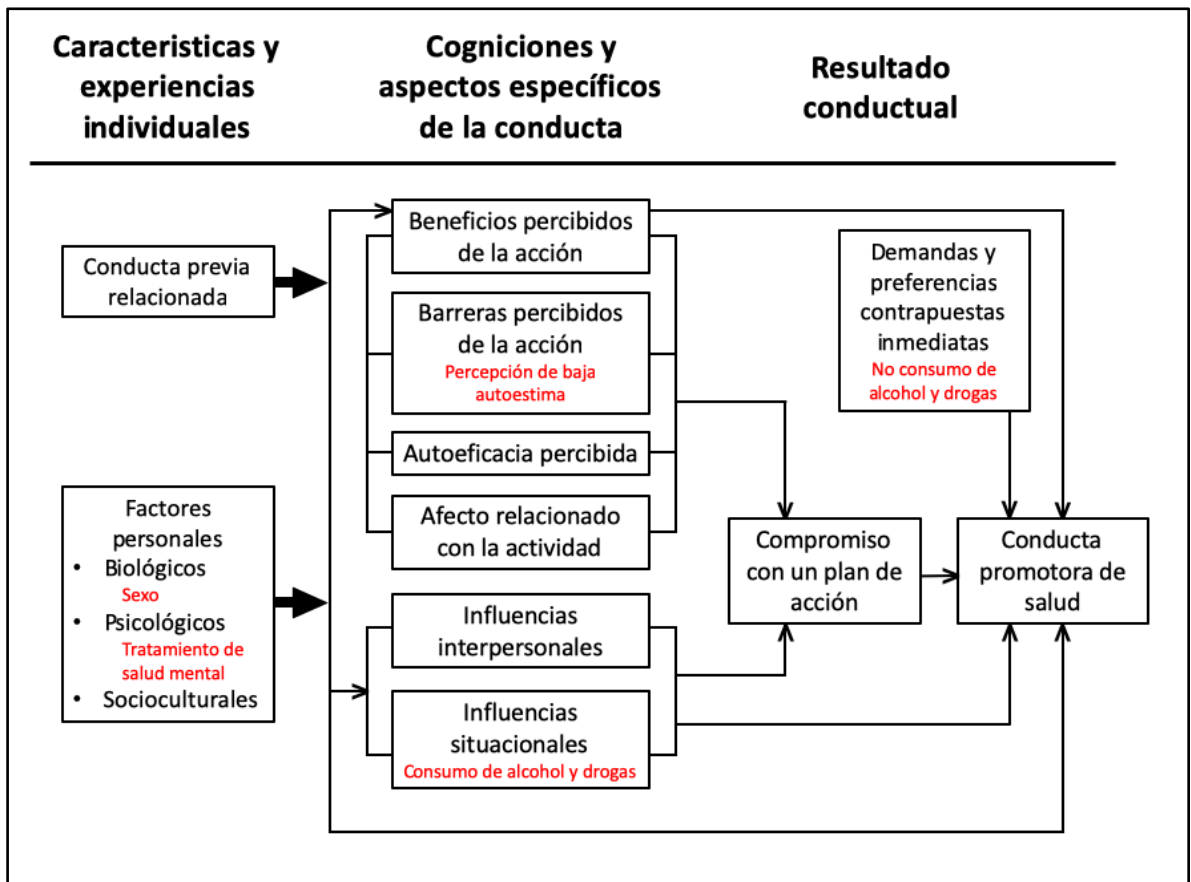 Caracteristicas y
experiencias
individuales
Cogniciones y
aspectos específicos
de la conducta
Resultado
conductual
Conducta previa
relacionada
Factores
personales
• Biológicos
Sexo
• Psicológicos
Tratamiento de
salud mental
• Socioculturales
Beneficios percibidos
de la acción
Barreras percibidos
de la acción
Percepción de baja
autoestima
Autoeficacia percibida
Afecto relacionado
con la actividad
Influencias
interpersonales
Influencias
situacionales
Consumo de alcohol y drogas
Compromiso
con un plan de
acción
Demandas y
preferencias
contrapuestas
inmediatas
No consumo de
alcohol y drogas
Conducta
promotora de
salud